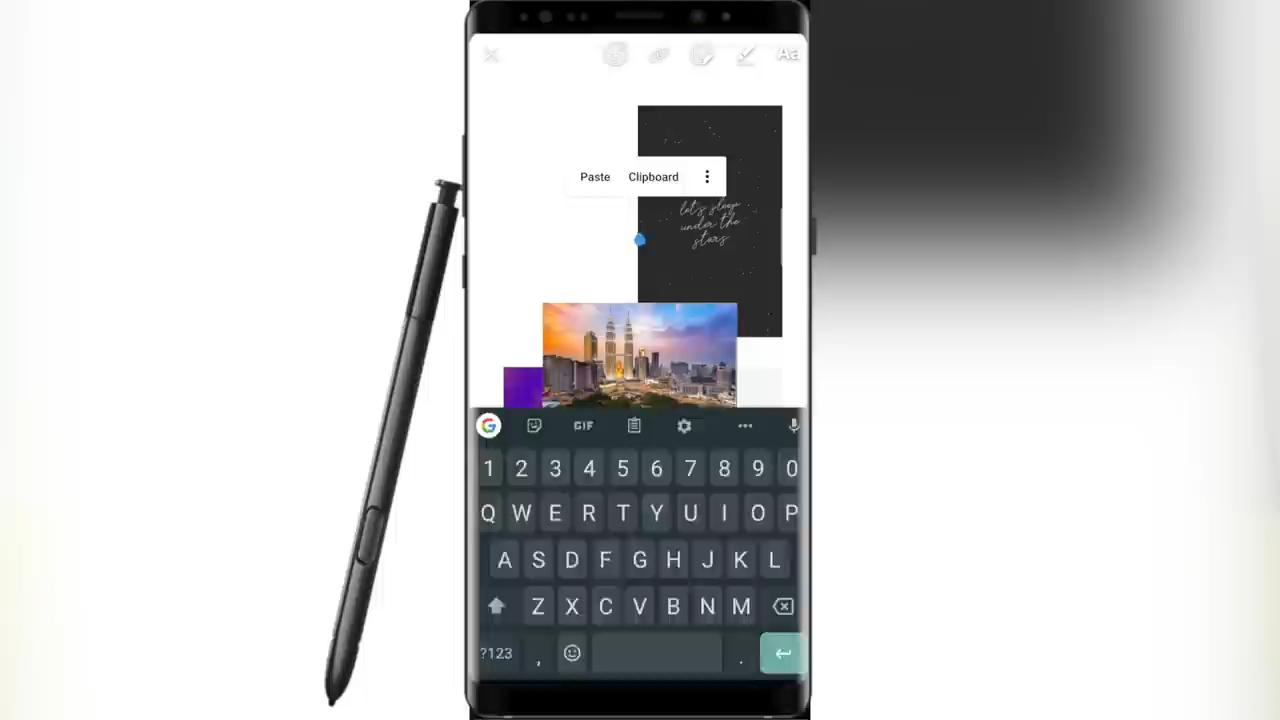 Aa
Paste Clipboard
let's sleep
under the
stars
GIF
1 2 3 4 5 6 7 8 9 0
Q W E R T Y U I O P
A S D F G H J K L
Z X C V B N M
?123 , .